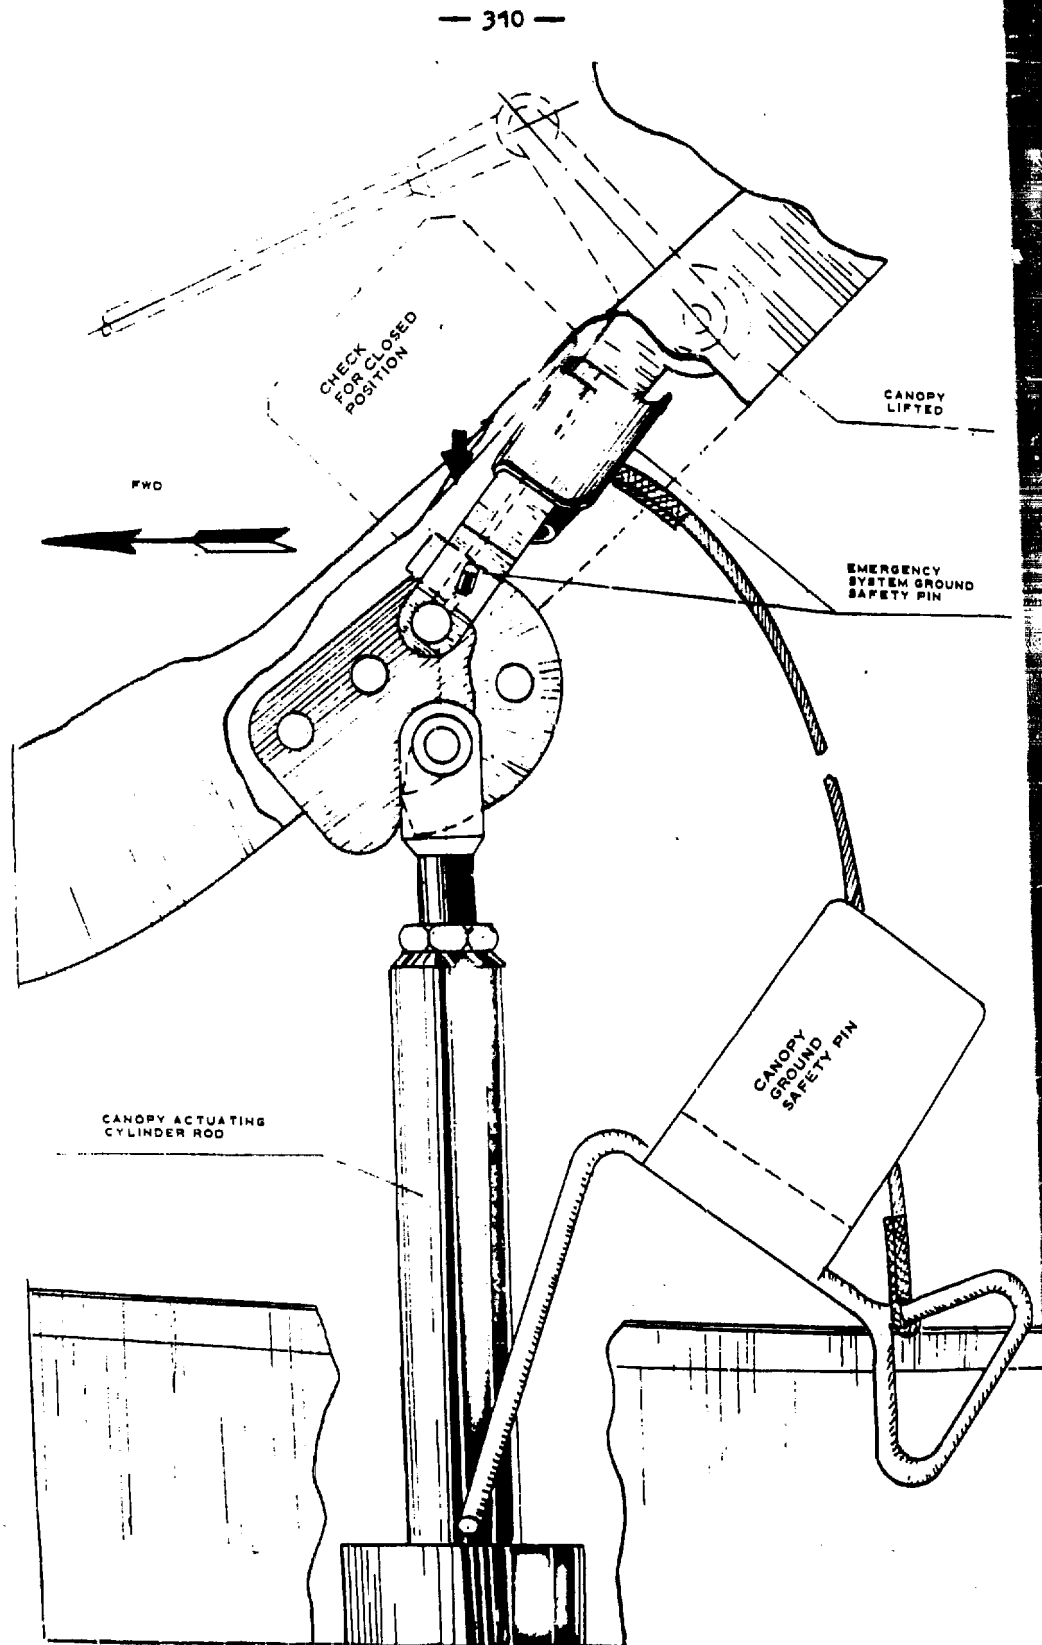 — 310 —
CHECK
FOR CLOSED
POSITION
CANOPY
LIFTED
FWD
EMERGENCY
SYSTEM GROUND
SAFETY PIN
CANOPY
GROUND
SAFETY PIN
CANOPY ACTUATING
CYLINDER ROD